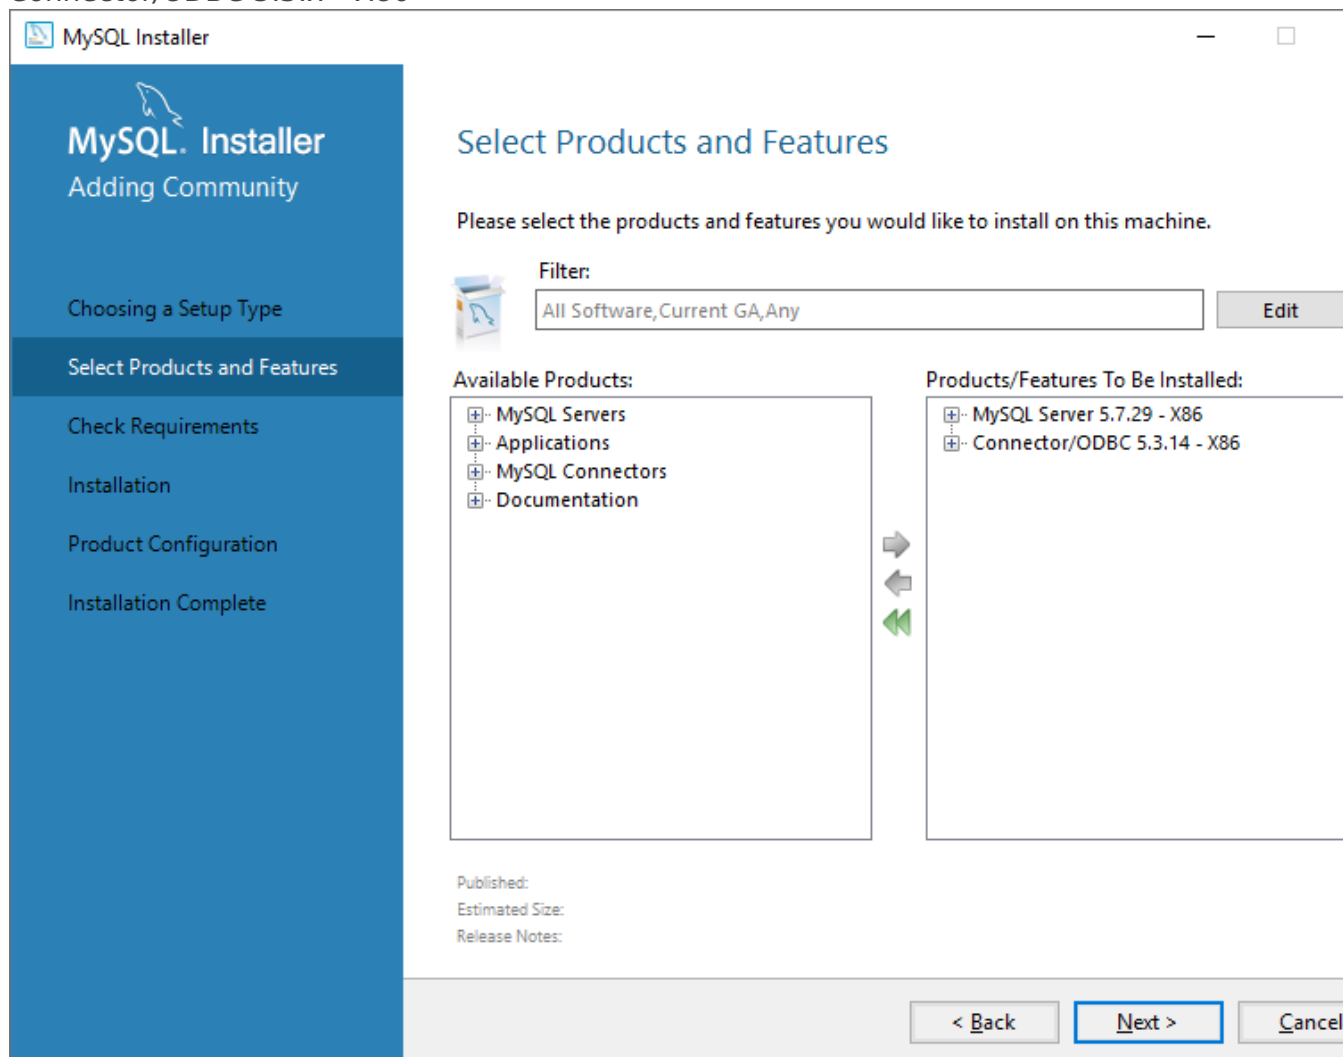 MySQL Installer
MySQL. Installer
Adding Community
Choosing a Setup Type
Select Products and Features
Check Requirements
Installation
Product Configuration
Installation Complete
Select Products and Features
Please select the products and features you would like to install on this machine.
Filter:
All Software,Current GA,Any
Edit
Available Products:
MySQL Servers
Applications
MySQL Connectors
Documentation
Products/Features To Be Installed:
MySQL Server 5.7.29 - X86
Connector/ODBC 5.3.14 - X86
Published:
Estimated Size:
Release Notes:
< Back
Next >
Cancel